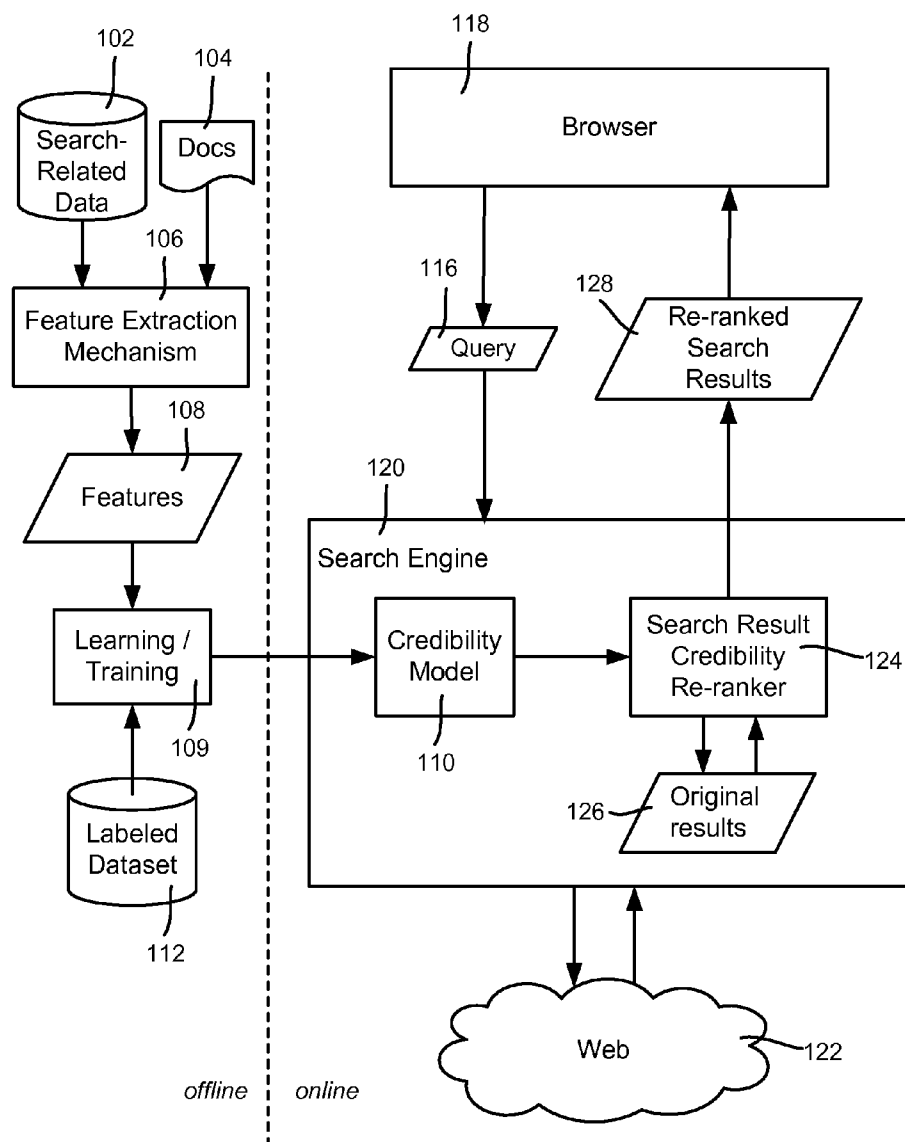 102
104
Search-
Related
Data
Docs
106
Feature Extraction
Mechanism
108
Features
Learning /
Training
109
Labeled
Dataset
112
offline
118
Browser
116
Query
128
Re-ranked
Search
Results
120
Search Engine
Credibility
Model
110
Search Result
Credibility
Re-ranker
124
126
Original
results
Web
122
online